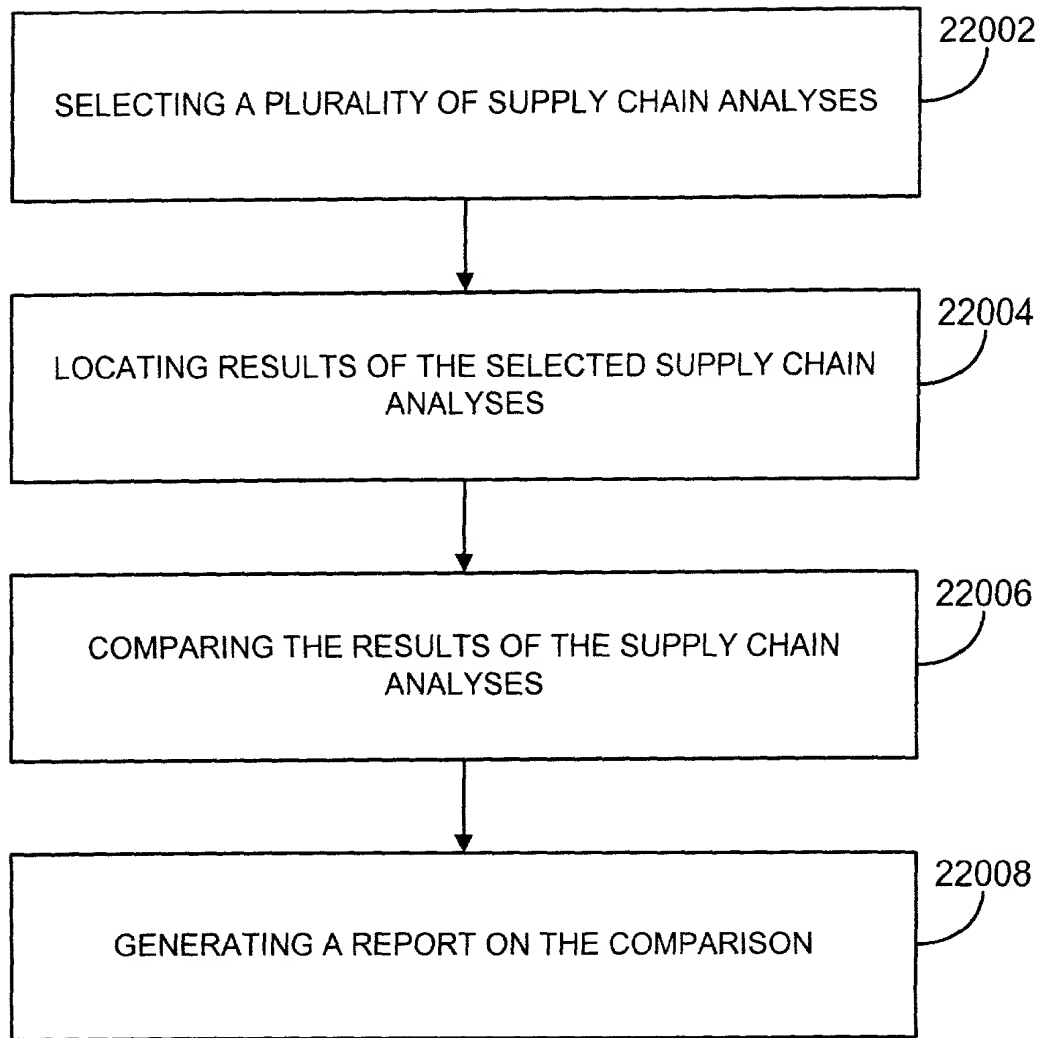 22002
SELECTING A PLURALITY OF SUPPLY CHAIN ANALYSES
22004
LOCATING RESULTS OF THE SELECTED SUPPLY CHAIN
ANALYSES
22006
COMPARING THE RESULTS OF THE SUPPLY CHAIN
ANALYSES
22008
GENERATING A REPORT ON THE COMPARISON